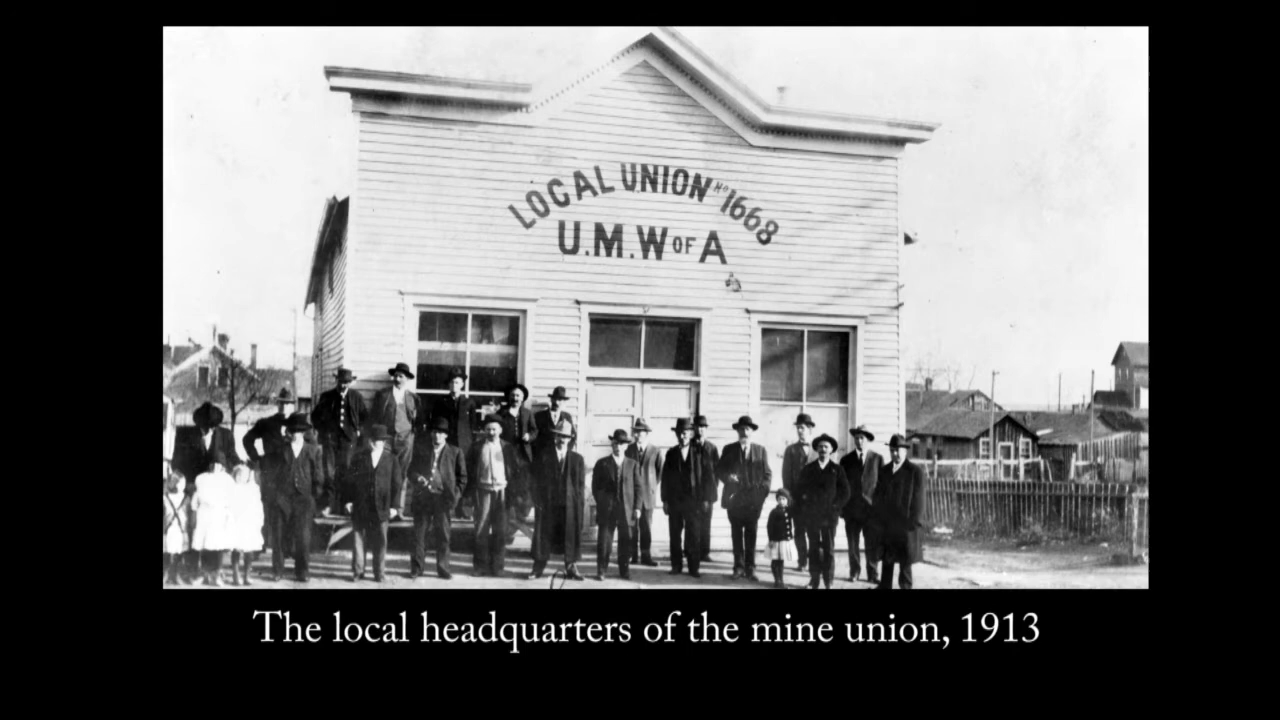 LOCAL UNION No 1668
U.M.W OF A
The local headquarters of the mine union, 1913